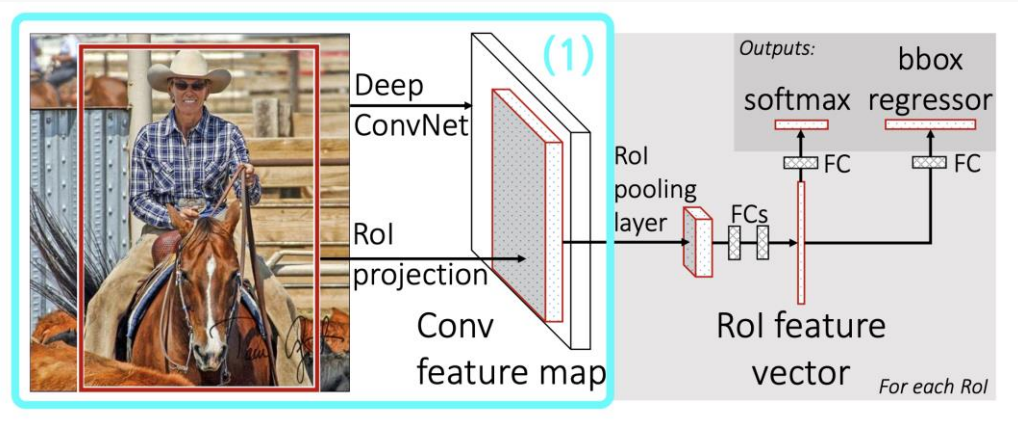 (1)
Deep
ConvNet
RoI
projection
Conv
feature map
RoI
pooling
layer
FCs
Outputs:
softmax
bbox
regressor
FC
FC
RoI feature
vector
For each RoI